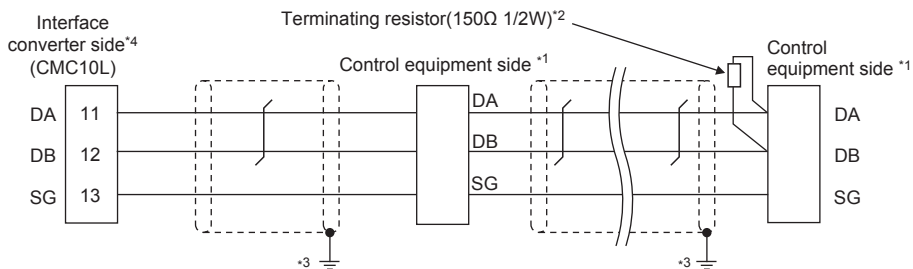 Terminating resistor(150Ω 1/2W)*2
Interface
converter side*4
(CMC10L)
Control equipment side *1
Control
equipment side *1
DA 11 DA DA
DB 12 DB DB
SG 13 SG SG
*3 *3